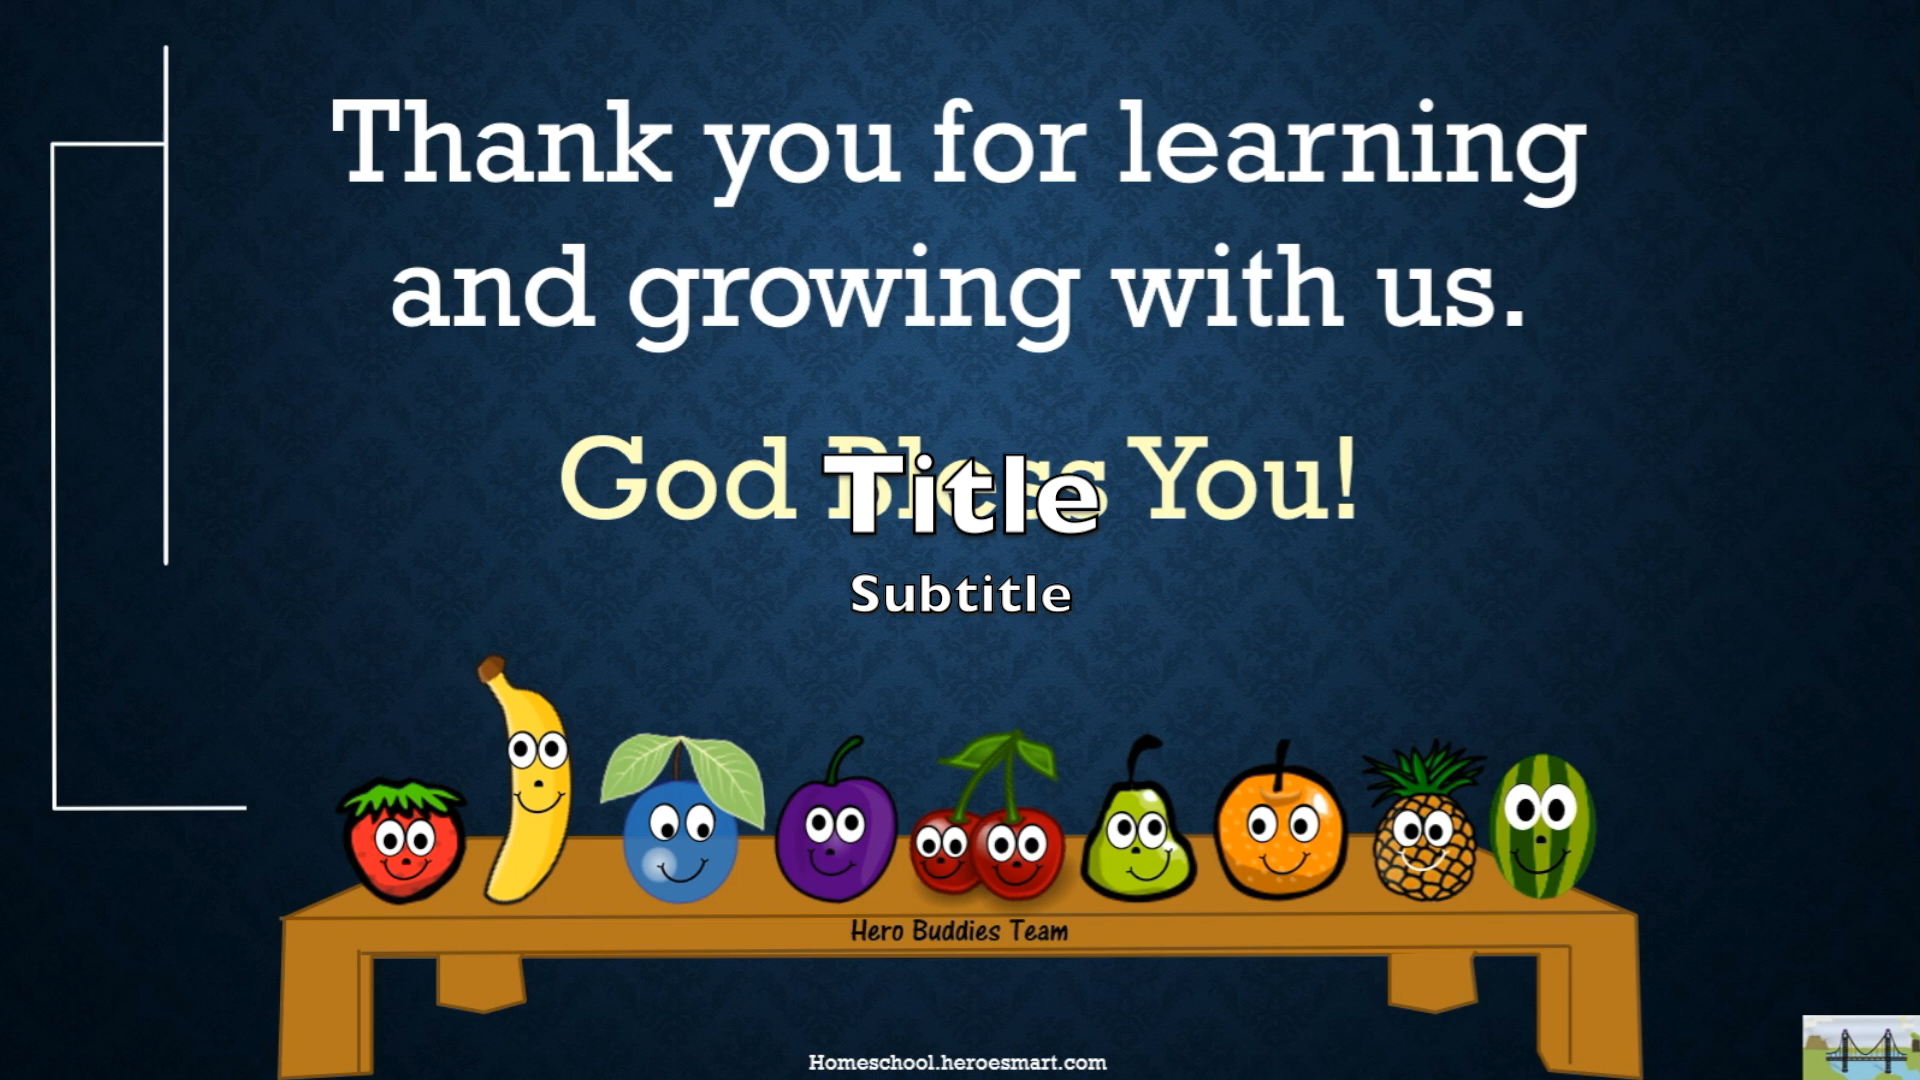 Thank you for learning
and growing with us.
God Bless You!
Title
Subtitle
Hero Buddies Team
Homeschool.heroesmart.com